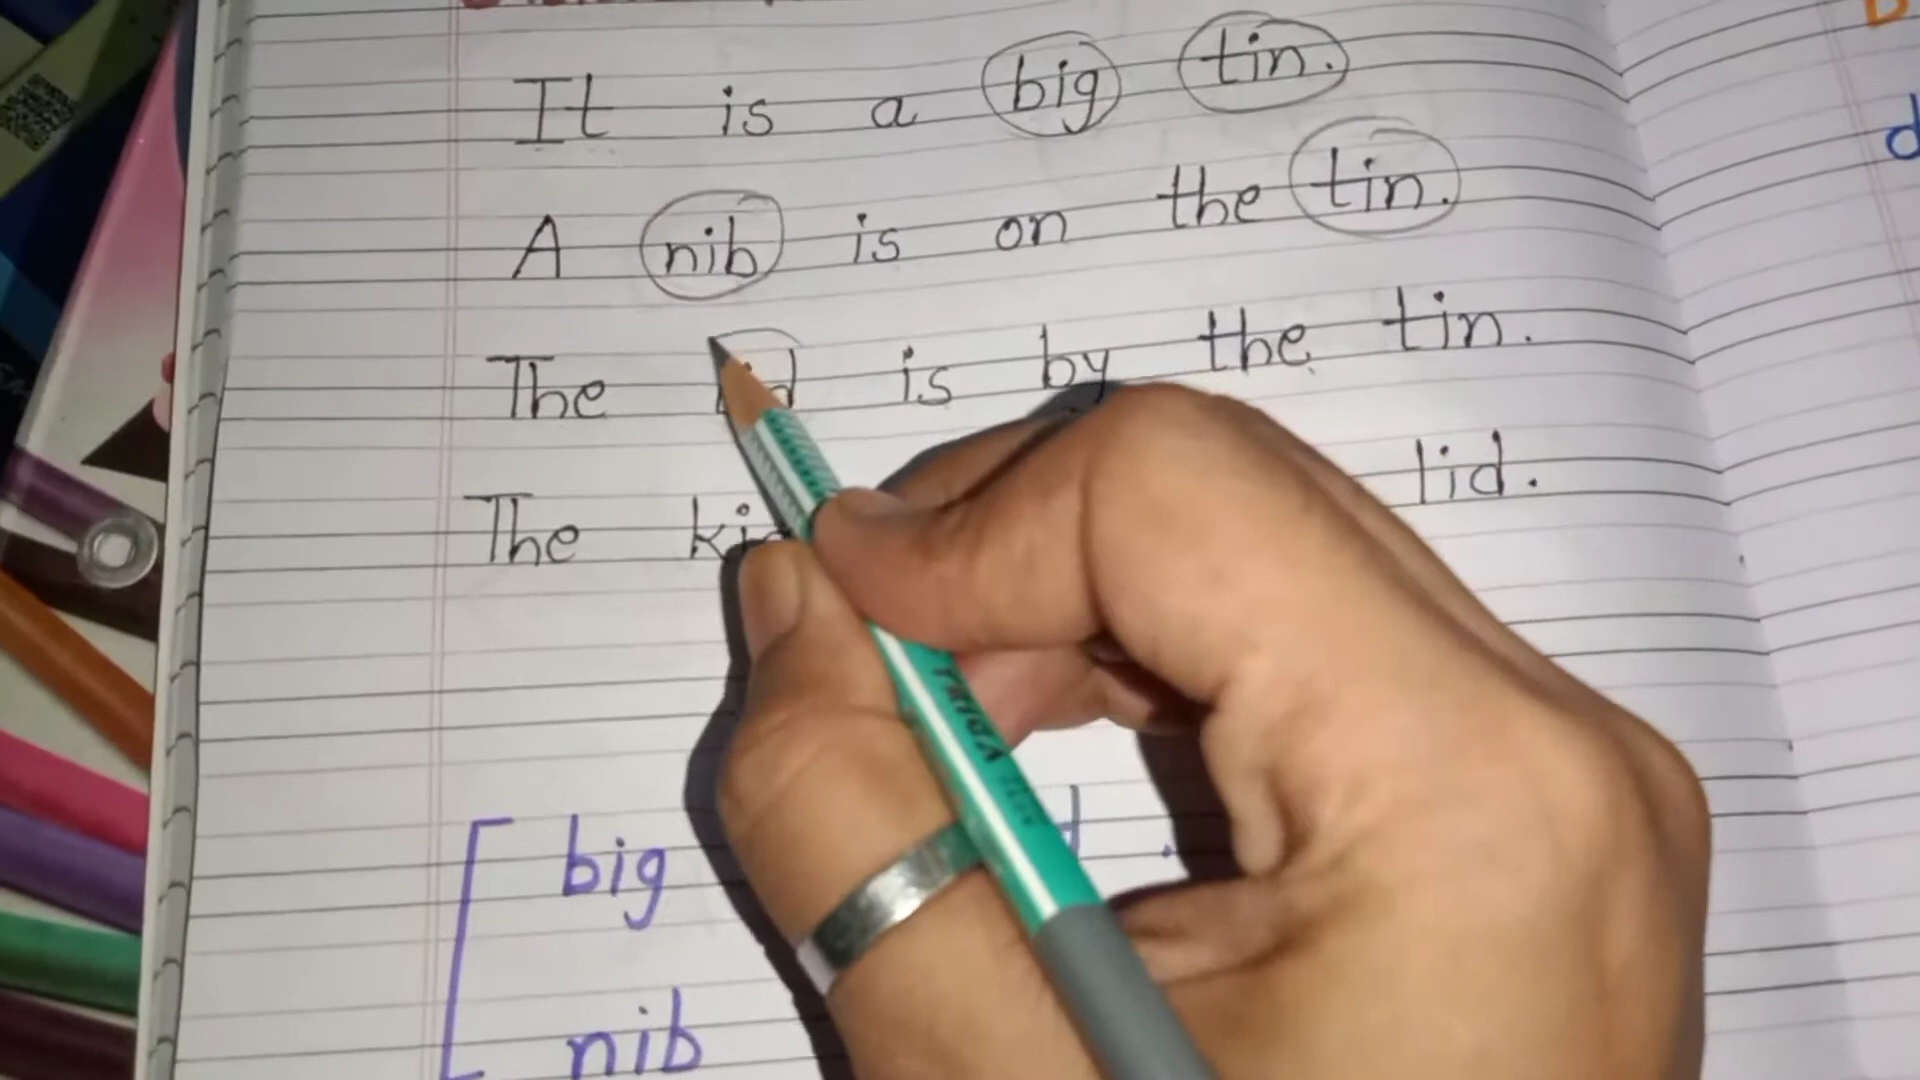 It is a big tin.
A nib is on the tin.
The is by the tin.
The lid.
big
nib